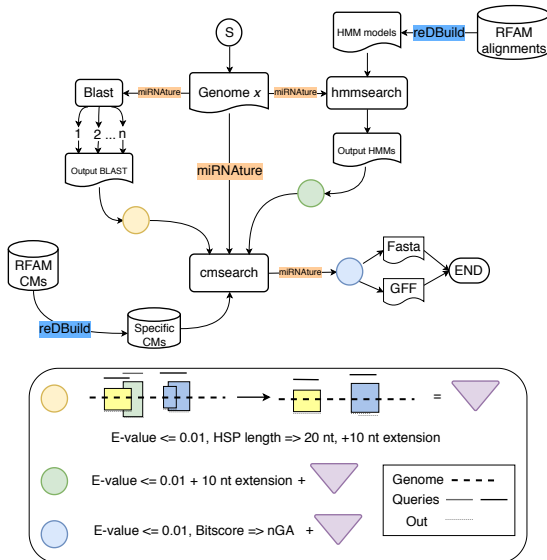 S
HMM models
reDBuild
RFAM
alignments
Blast
miRNAture
Genome x
miRNAture
hmmsearch
1 2 ... n
Output BLAST
Output HMMs
miRNAture
RFAM
CMs
cmsearch
miRNAture
Fasta
GFF
END
reDBuild
Specific
CMs
=
E-value <= 0.01, HSP length => 20 nt, +10 nt extension
E-value <= 0.01 + 10 nt extension +
E-value <= 0.01, Bitscore => nGA +
Genome
Queries
Out